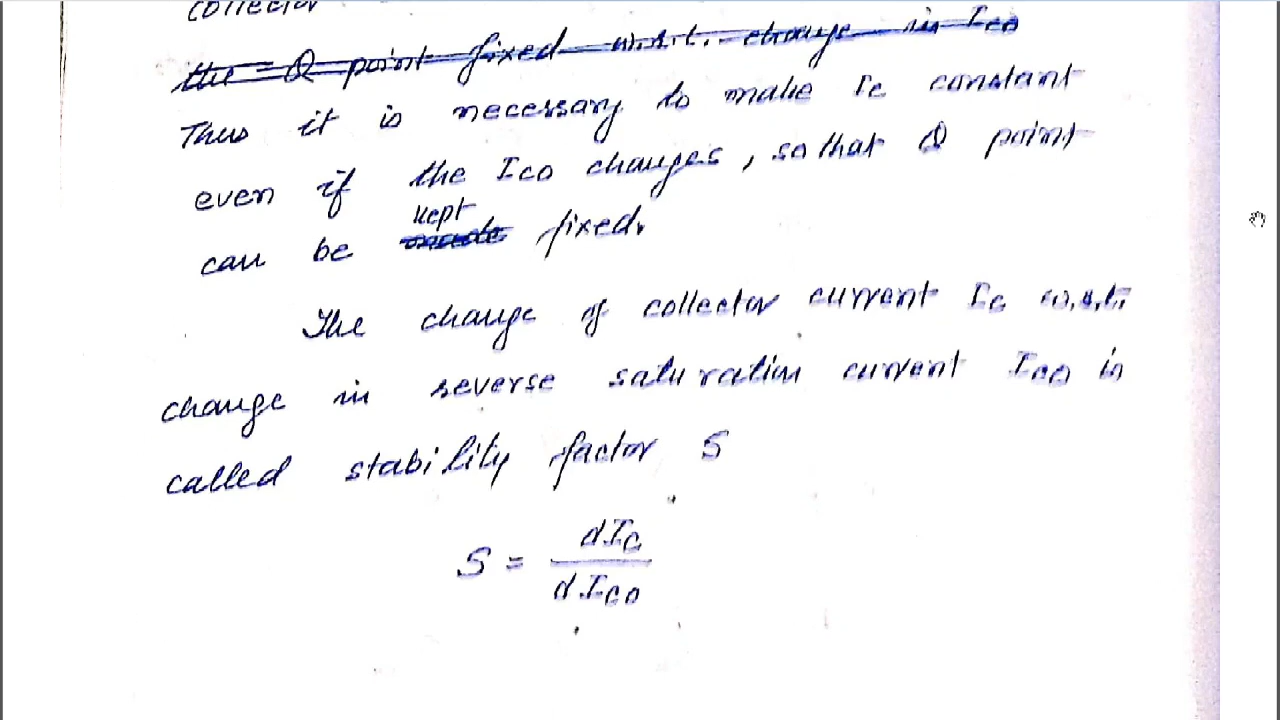 collector
the Q point fixed w.r.t. change in Ico
Thus it is necessary to make Ic constant
even if the Ico changes, so that Q point
can be made kept fixed.
The change of collector current Ic w.r.t.
change in reverse saturation current Ico is
called stability factor S
S = dIc / dIco